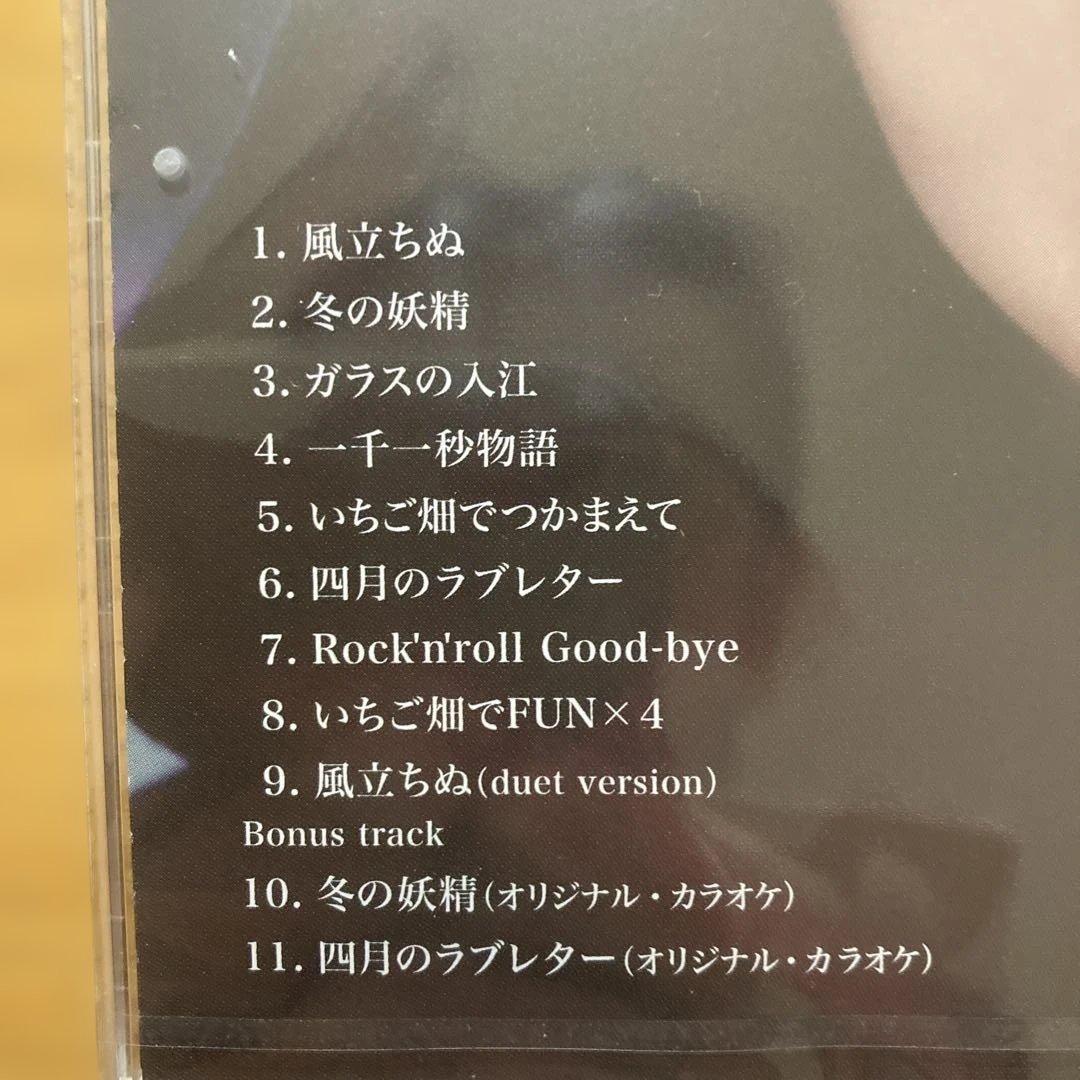 1. 風立ちぬ
2. 冬の妖精
3. ガラスの入江
4. 一千一秒物語
5. いちご畑でつかまえて
6. 四月のラブレター
7. Rock'n'roll Good-bye
8. いちご畑でFUN×4
9. 風立ちぬ(duet version)
Bonus track
10. 冬の妖精(オリジナル・カラオケ)
11. 四月のラブレター(オリジナル・カラオケ)